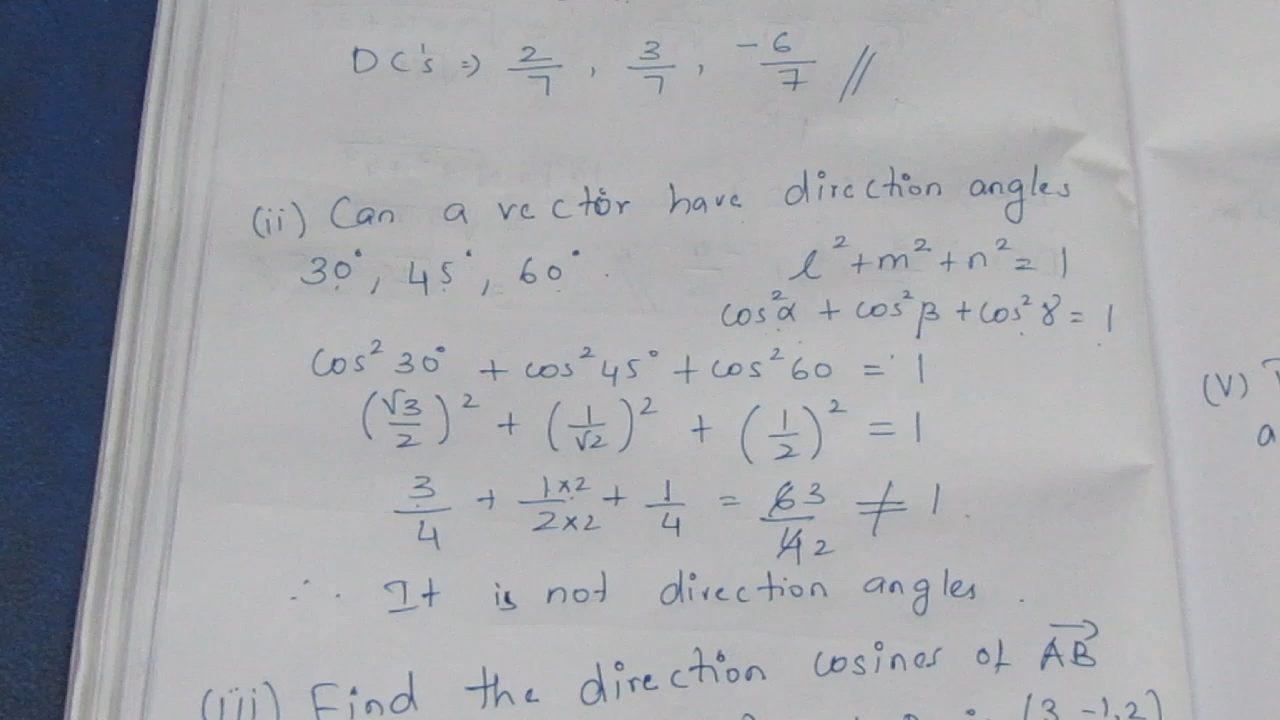 DC's ⇒ 2/7, 3/7, -6/7 //
(ii) Can a vector have direction angles
30°, 45°, 60°.
l² + m² + n² = 1
cos²α + cos²β + cos²γ = 1
cos² 30° + cos² 45° + cos² 60 = 1
(√3/2)² + (1/√2)² + (1/2)² = 1
3/4 + 1×2/2×2 + 1/4 = 6̸ 3/4̸ 2 ≠ 1.
∴ It is not direction angles.
(iii) Find the direction cosines of AB⃗
(3, -1, 2)
(V)
a